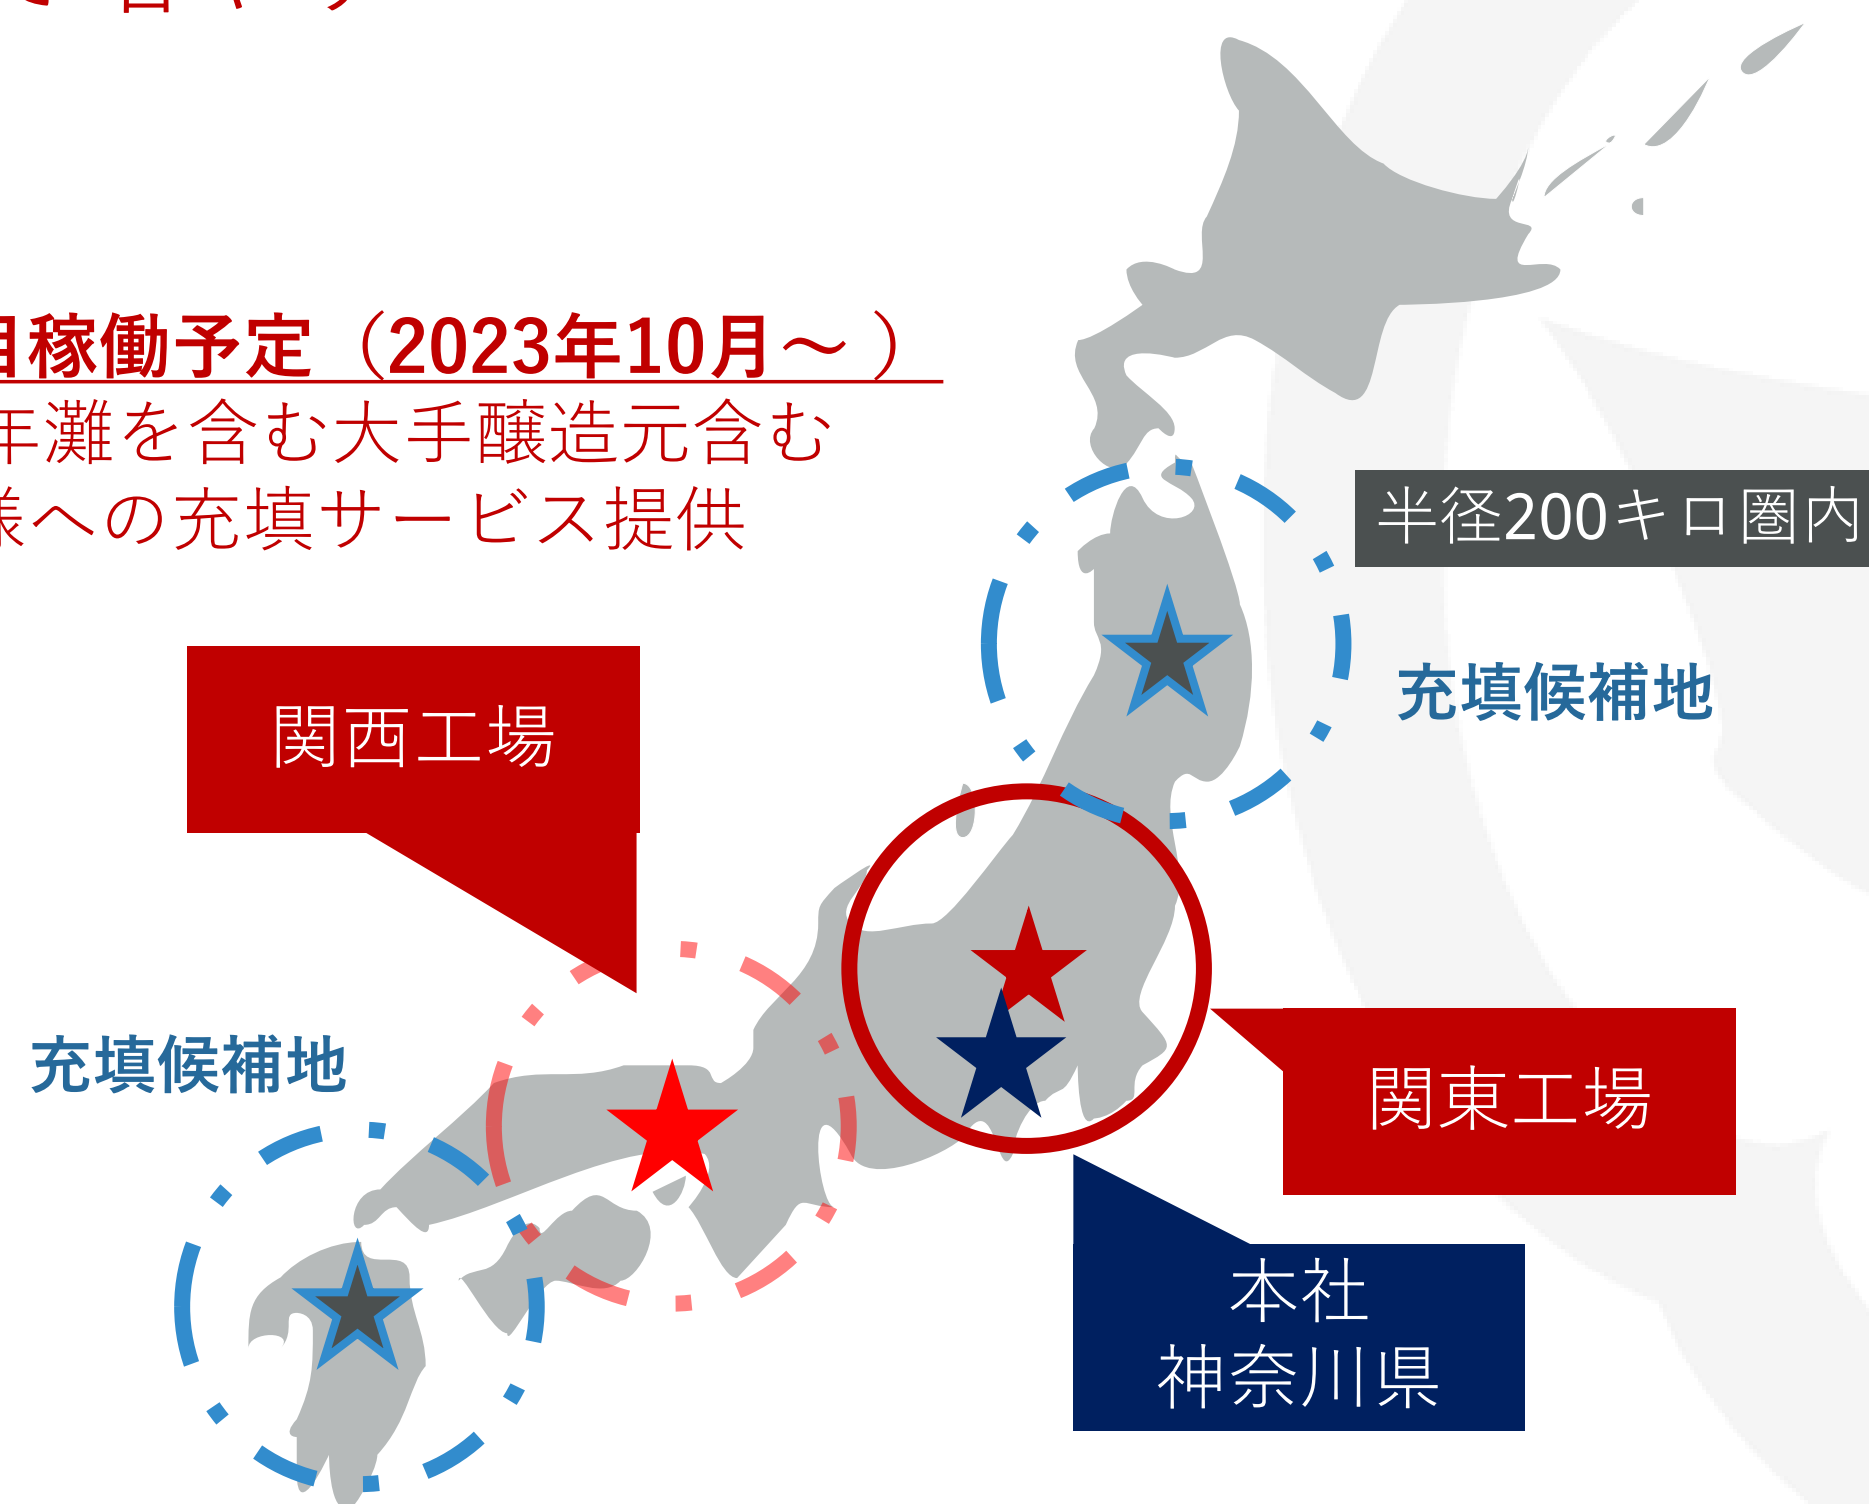 目稼働予定（2023年10月～ ）
年灘を含む大手醸造元含む
様への充填サービス提供
半径200キロ圏内
充填候補地
関西工場
充填候補地
関東工場
本社
神奈川県